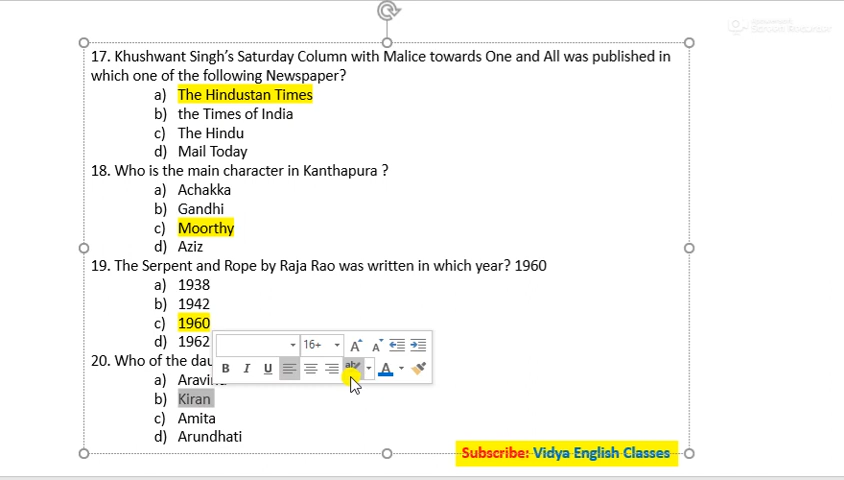 17. Khushwant Singh's Saturday Column with Malice towards One and All was published in
which one of the following Newspaper?
a) The Hindustan Times
b) the Times of India
c) The Hindu
d) Mail Today
18. Who is the main character in Kanthapura ?
a) Achakka
b) Gandhi
c) Moorthy
d) Aziz
19. The Serpent and Rope by Raja Rao was written in which year? 1960
a) 1938
b) 1942
c) 1960
d) 1962
16+ A A
20. Who of the
B I U ab A
a)
b) Kiran
c) Amita
d) Arundhati
Subscribe: Vidya English Classes